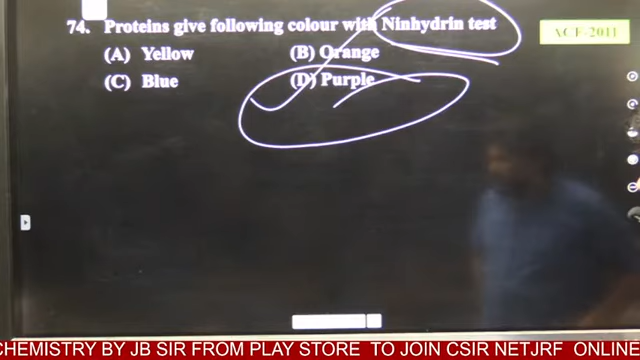 74. Proteins give following colour with Ninhydrin test
ACF-2011
(A) Yellow
(B) Orange
(C) Blue
(D) Purple
CHEMISTRY BY JB SIR FROM PLAY STORE TO JOIN CSIR NETJRF ONLINE